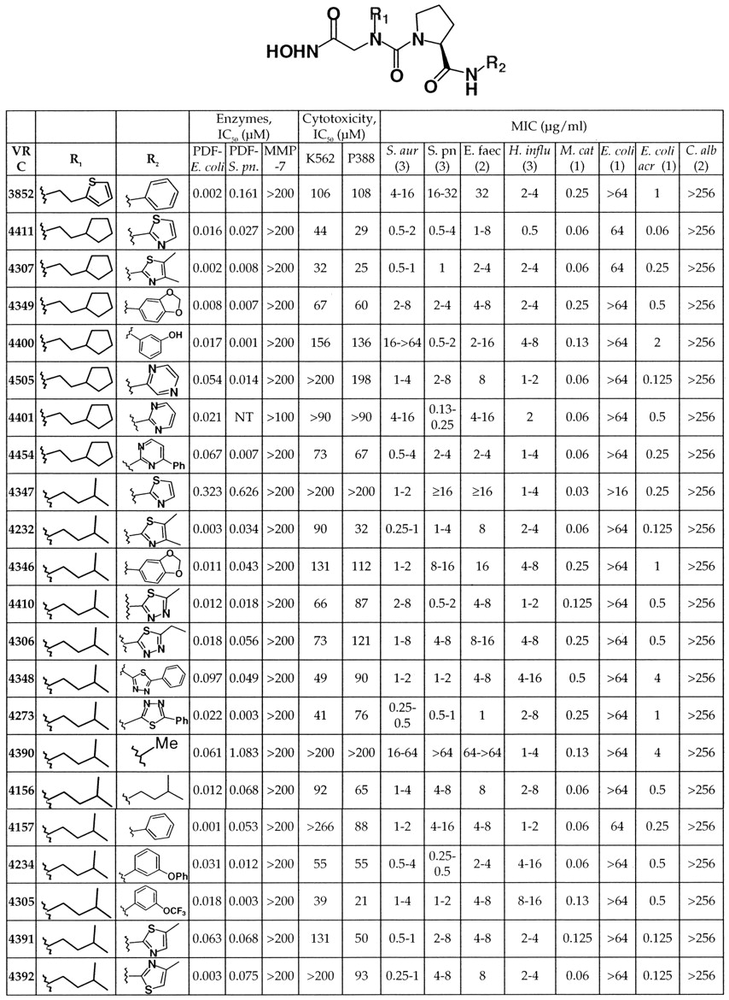 O R1
HOHN N N
O O N R2
H
Enzymes, IC50 (µM) Cytotoxicity, IC50 (µM) MIC (µg/ml)
VRC R1 R2 PDF-E. coli PDF-S. pn. MMP-7 K562 P388 S. aur (3) S. pn (3) E. faec (2) H. influ (3) M. cat (1) E. coli (1) E. coli acr (1) C. alb (2)
3852 S 0.002 0.161 >200 106 108 4-16 16-32 32 2-4 0.25 >64 1 >256
4411 S N 0.016 0.027 >200 44 29 0.5-2 0.5-4 1-8 0.5 0.06 64 0.06 >256
4307 S N 0.002 0.008 >200 32 25 0.5-1 1 2-4 2-4 0.06 64 0.25 >256
4349 O O 0.008 0.007 >200 67 60 2-8 2-4 4-8 2-4 0.25 >64 0.5 >256
4400 OH 0.017 0.001 >200 156 136 16->64 0.5-2 2-16 4-8 0.13 >64 2 >256
4505 N N 0.054 0.014 >200 >200 198 1-4 2-8 8 1-2 0.06 >64 0.125 >256
4401 N N 0.021 NT >100 >90 >90 4-16 0.13-0.25 4-16 2 0.06 >64 0.5 >256
4454 N N Ph 0.067 0.007 >200 73 67 0.5-4 2-4 2-4 1-4 0.06 >64 0.25 >256
4347 S N 0.323 0.626 >200 >200 >200 1-2 ≥16 ≥16 1-4 0.03 >16 0.25 >256
4232 S N 0.003 0.034 >200 90 32 0.25-1 1-4 8 2-4 0.06 >64 0.125 >256
4346 O O 0.011 0.043 >200 131 112 1-2 8-16 16 4-8 0.25 >64 1 >256
4410 S N N 0.012 0.018 >200 66 87 2-8 0.5-2 4-8 1-2 0.125 >64 0.5 >256
4306 S N N 0.018 0.056 >200 73 121 1-8 4-8 8-16 4-8 0.25 >64 0.5 >256
4348 S N N 0.097 0.049 >200 49 90 1-2 1-2 4-8 4-16 0.5 >64 4 >256
4273 N N S Ph 0.022 0.003 >200 41 76 0.25-0.5 0.5-1 1 2-8 0.25 >64 1 >256
4390 Me 0.061 1.083 >200 >200 >200 16-64 >64 64->64 1-4 0.13 >64 4 >256
4156 0.012 0.068 >200 92 65 1-4 4-8 8 2-8 0.06 >64 0.5 >256
4157 0.001 0.053 >200 >266 88 1-2 4-16 4-8 1-2 0.06 64 0.25 >256
4234 OPh 0.031 0.012 >200 55 55 0.5-4 0.25-0.5 2-4 4-16 0.06 >64 0.5 >256
4305 OCF3 0.018 0.003 >200 39 21 1-4 1-2 4-8 8-16 0.13 >64 0.5 >256
4391 S N 0.063 0.068 >200 131 50 0.5-1 2-8 4-8 2-4 0.125 >64 0.125 >256
4392 N S 0.003 0.075 >200 >200 93 0.25-1 4-8 8 2-4 0.06 >64 0.125 >256